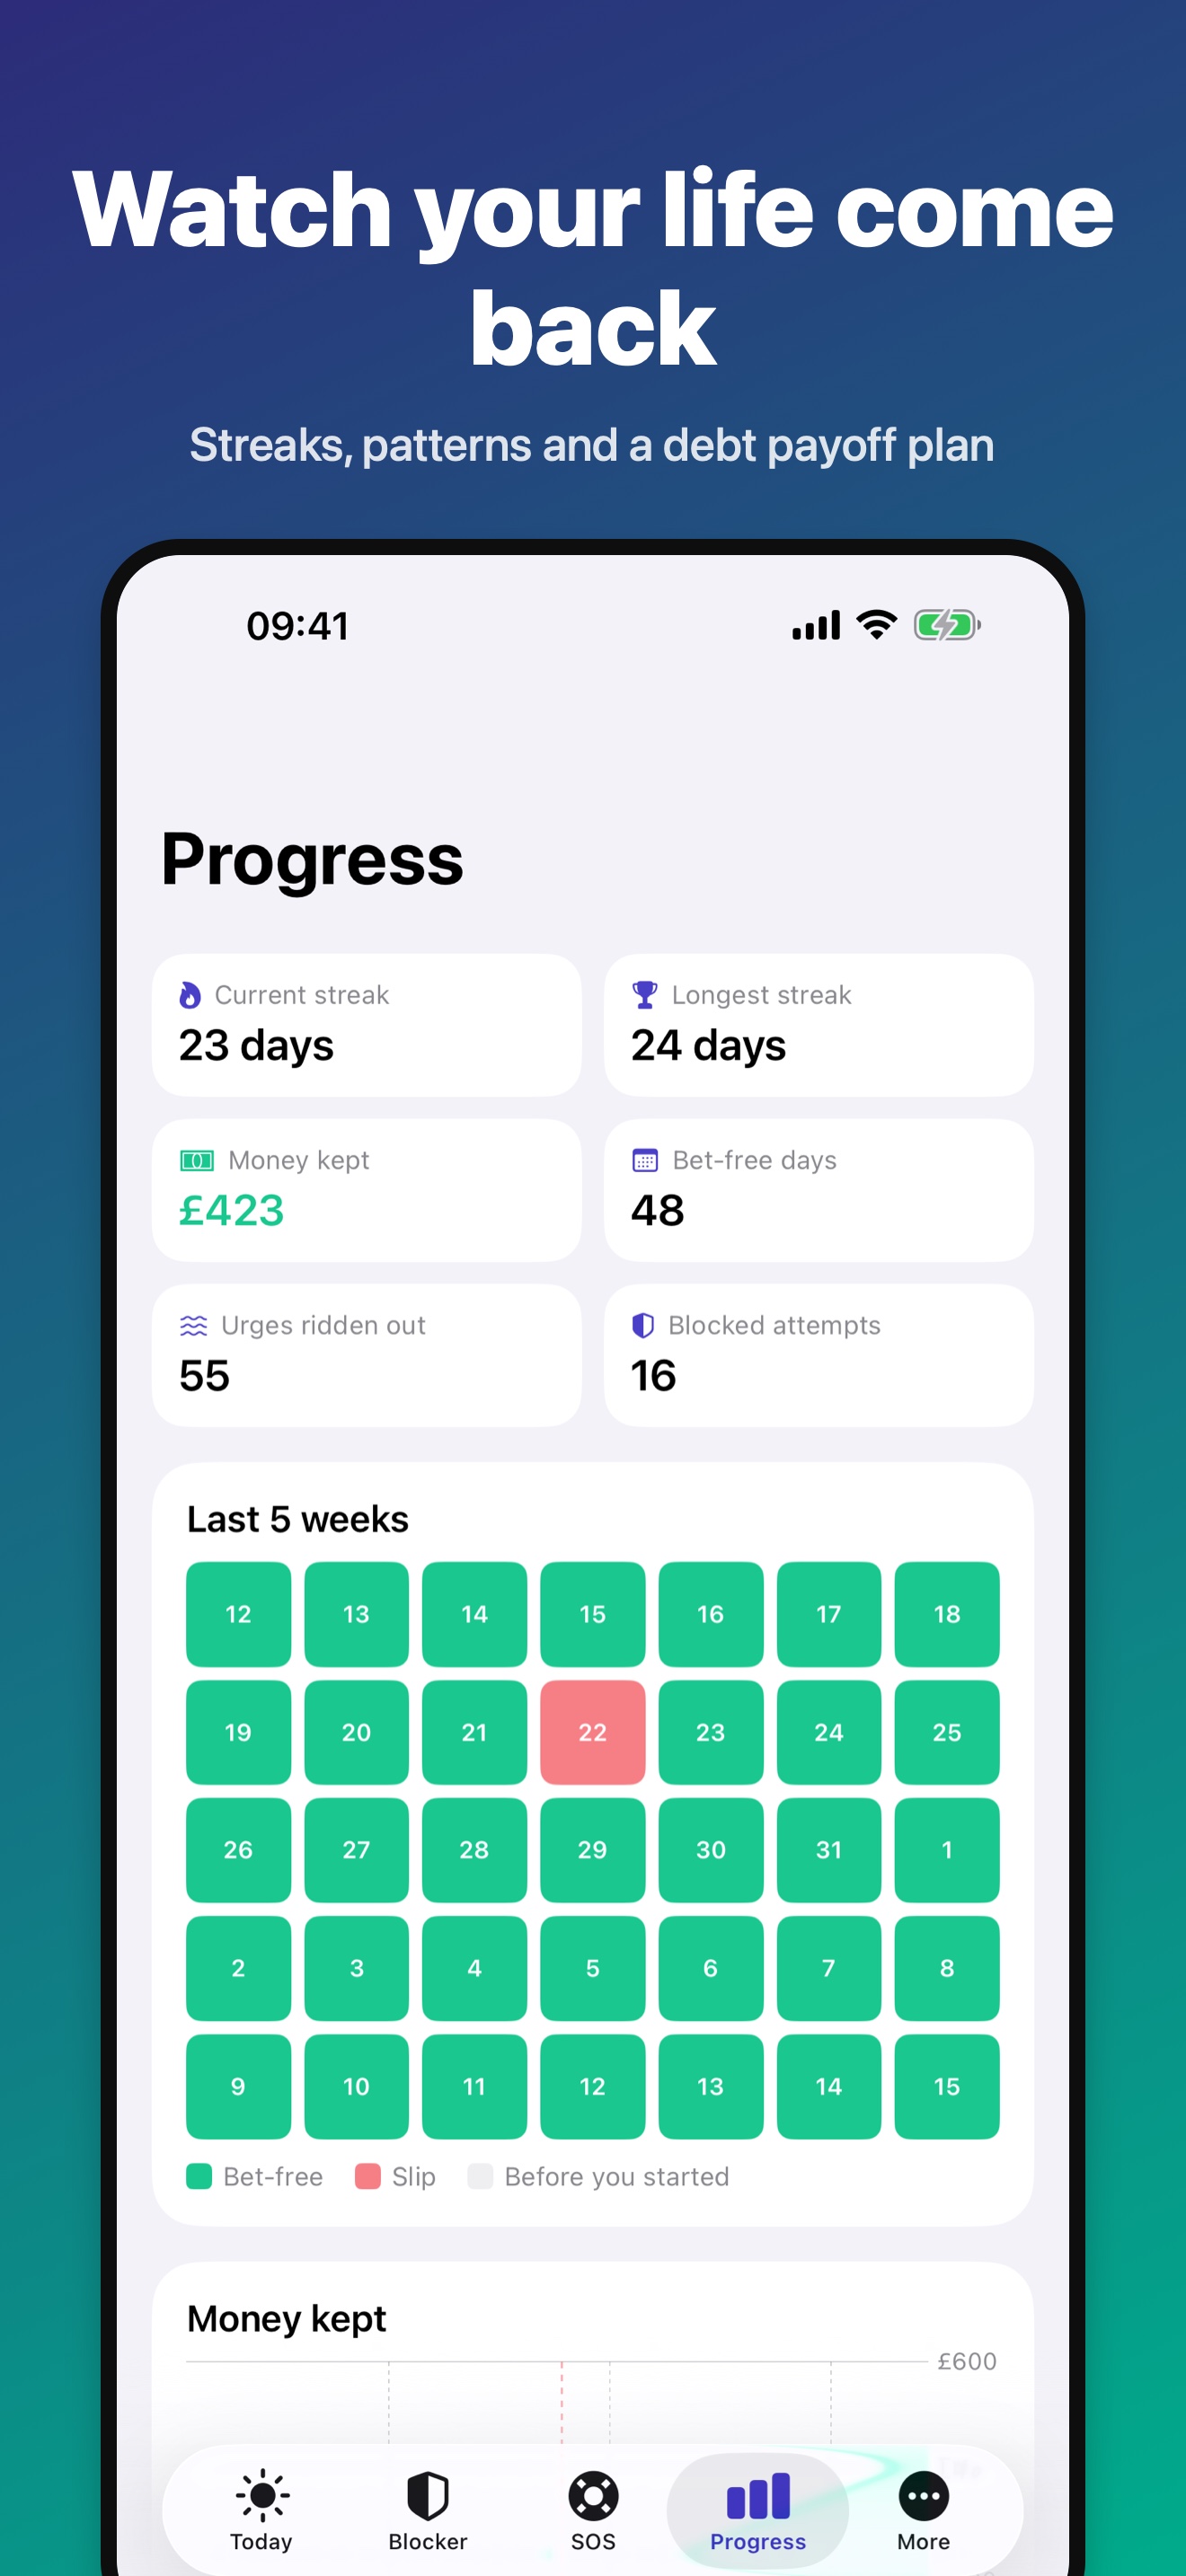 Watch your life come
back
Streaks, patterns and a debt payoff plan
09:41
Progress
Current streak
23 days
Longest streak
24 days
Money kept
£423
Bet-free days
48
Urges ridden out
55
Blocked attempts
16
Last 5 weeks
12 13 14 15 16 17 18
19 20 21 22 23 24 25
26 27 28 29 30 31 1
2 3 4 5 6 7 8
9 10 11 12 13 14 15
Bet-free Slip Before you started
Money kept
£600
Today Blocker SOS Progress More